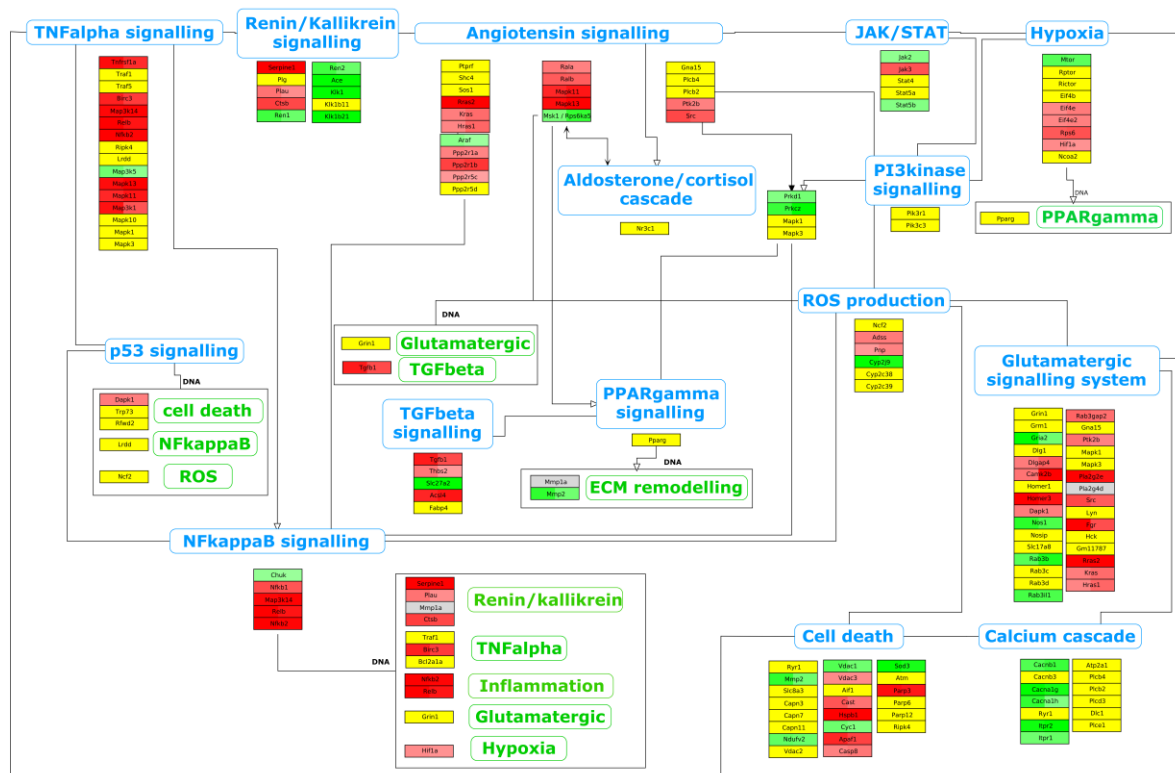 TNFalpha signalling
Tnfrsf1a
Traf1
Traf5
Birc3
Map3k14
Relb
Nfkb2
Ripk4
Lrdd
Map3k5
Mapk13
Mapk11
Map3k1
Mapk10
Mapk1
Mapk3
Renin/Kallikrein
signalling
Serpine1
Plg
Plau
Ctsb
Ren1
Ren2
Ace
Klk1
Klk1b11
Klk1b21
Angiotensin signalling
Ptprf
Shc4
Sos1
Rras2
Kras
Hras1
Araf
Ppp2r1a
Ppp2r1b
Ppp2r5c
Ppp2r5d
Rala
Ralb
Mapk11
Mapk13
Msk1 / Rps6ka5
Gna15
Plcb4
Plcb2
Ptk2b
Src
JAK/STAT
Jak2
Jak3
Stat4
Stat5a
Stat5b
Hypoxia
Mtor
Rptor
Rictor
Eif4b
Eif4e
Eif4e2
Rps6
Hif1a
Ncoa2
DNA
Pparg
PPARgamma
Aldosterone/cortisol
cascade
Nr3c1
Prkd1
Prkcz
Mapk1
Mapk3
PI3kinase
signalling
Pik3r1
Pik3c3
ROS production
Ncf2
Adss
Pnp
Cyp2j9
Cyp2c38
Cyp2c39
DNA
Grin1
Glutamatergic
Tgfb1
TGFbeta
p53 signalling
DNA
Dapk1
Trp73
Rfwd2
cell death
Lrdd
NFkappaB
Ncf2
ROS
TGFbeta
signalling
Tgfb1
Thbs2
Slc27a2
Acsl4
Fabp4
PPARgamma
signalling
Pparg
DNA
Mmp1a
Mmp2
ECM remodelling
Glutamatergic
signalling system
Grin1
Grm1
Gria2
Dlg1
Dlgap4
Camk2b
Homer1
Homer3
Dapk1
Nos1
Nosip
Slc17a8
Rab3b
Rab3c
Rab3d
Rab3il1
Rab3gap2
Gna15
Ptk2b
Mapk1
Mapk3
Pla2g2e
Pla2g4d
Src
Lyn
Fgr
Hck
Gm11787
Rras2
Kras
Hras1
NFkappaB signalling
Chuk
Nfkb1
Map3k14
Relb
Nfkb2
DNA
Serpine1
Plau
Mmp1a
Ctsb
Renin/kallikrein
Traf1
Birc3
Bcl2a1a
TNFalpha
Nfkb2
Relb
Inflammation
Grin1
Glutamatergic
Hif1a
Hypoxia
Cell death
Ryr1
Mmp2
Slc8a3
Capn3
Capn7
Capn11
Ndufv2
Vdac2
Vdac1
Vdac3
Aif1
Cast
Hspb1
Cyc1
Apaf1
Casp8
Sod3
Atm
Parp3
Parp6
Parp12
Ripk4
Calcium cascade
Cacnb1
Cacnb3
Cacna1g
Cacna1h
Ryr1
Itpr2
Itpr1
Atp2a1
Plcb4
Plcb2
Plcd3
Dlc1
Plce1